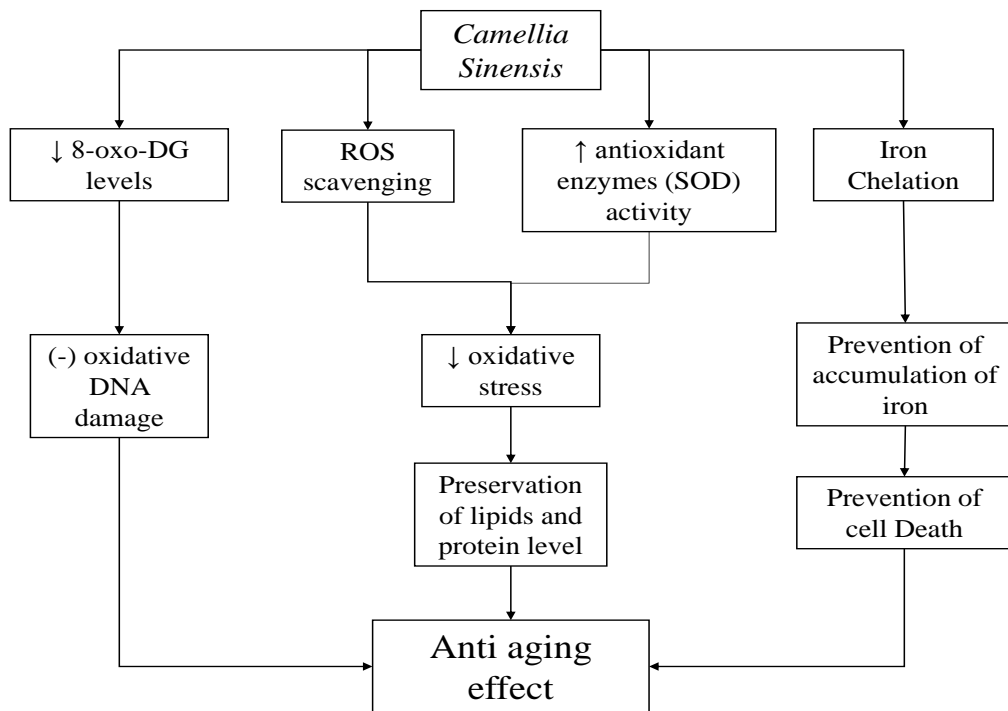 Camellia
Sinensis
↓ 8-oxo-DG
levels
ROS
scavenging
↑ antioxidant
enzymes (SOD)
activity
Iron
Chelation
(-) oxidative
DNA
damage
↓ oxidative
stress
Prevention of
accumulation of
iron
Preservation
of lipids and
protein level
Prevention of
cell Death
Anti aging
effect